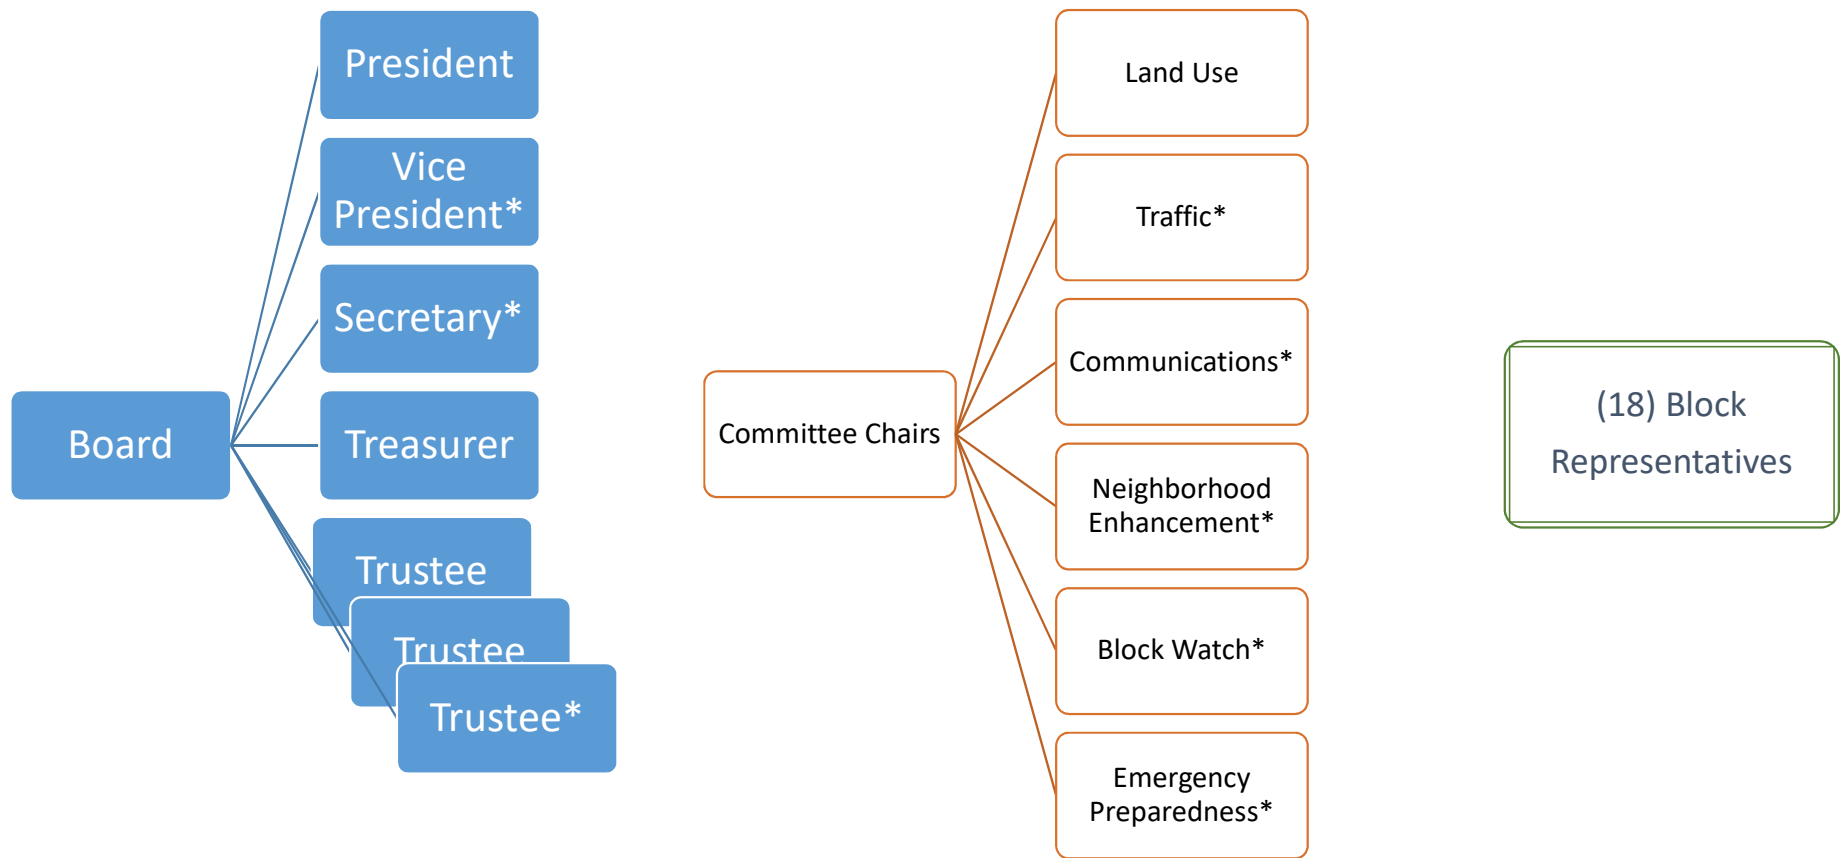 Board
President
Vice
President*
Secretary*
Treasurer
Trustee
Trustee
Trustee*
Committee Chairs
Land Use
Traffic*
Communications*
Neighborhood
Enhancement*
Block Watch*
Emergency
Preparedness*
(18) Block
Representatives